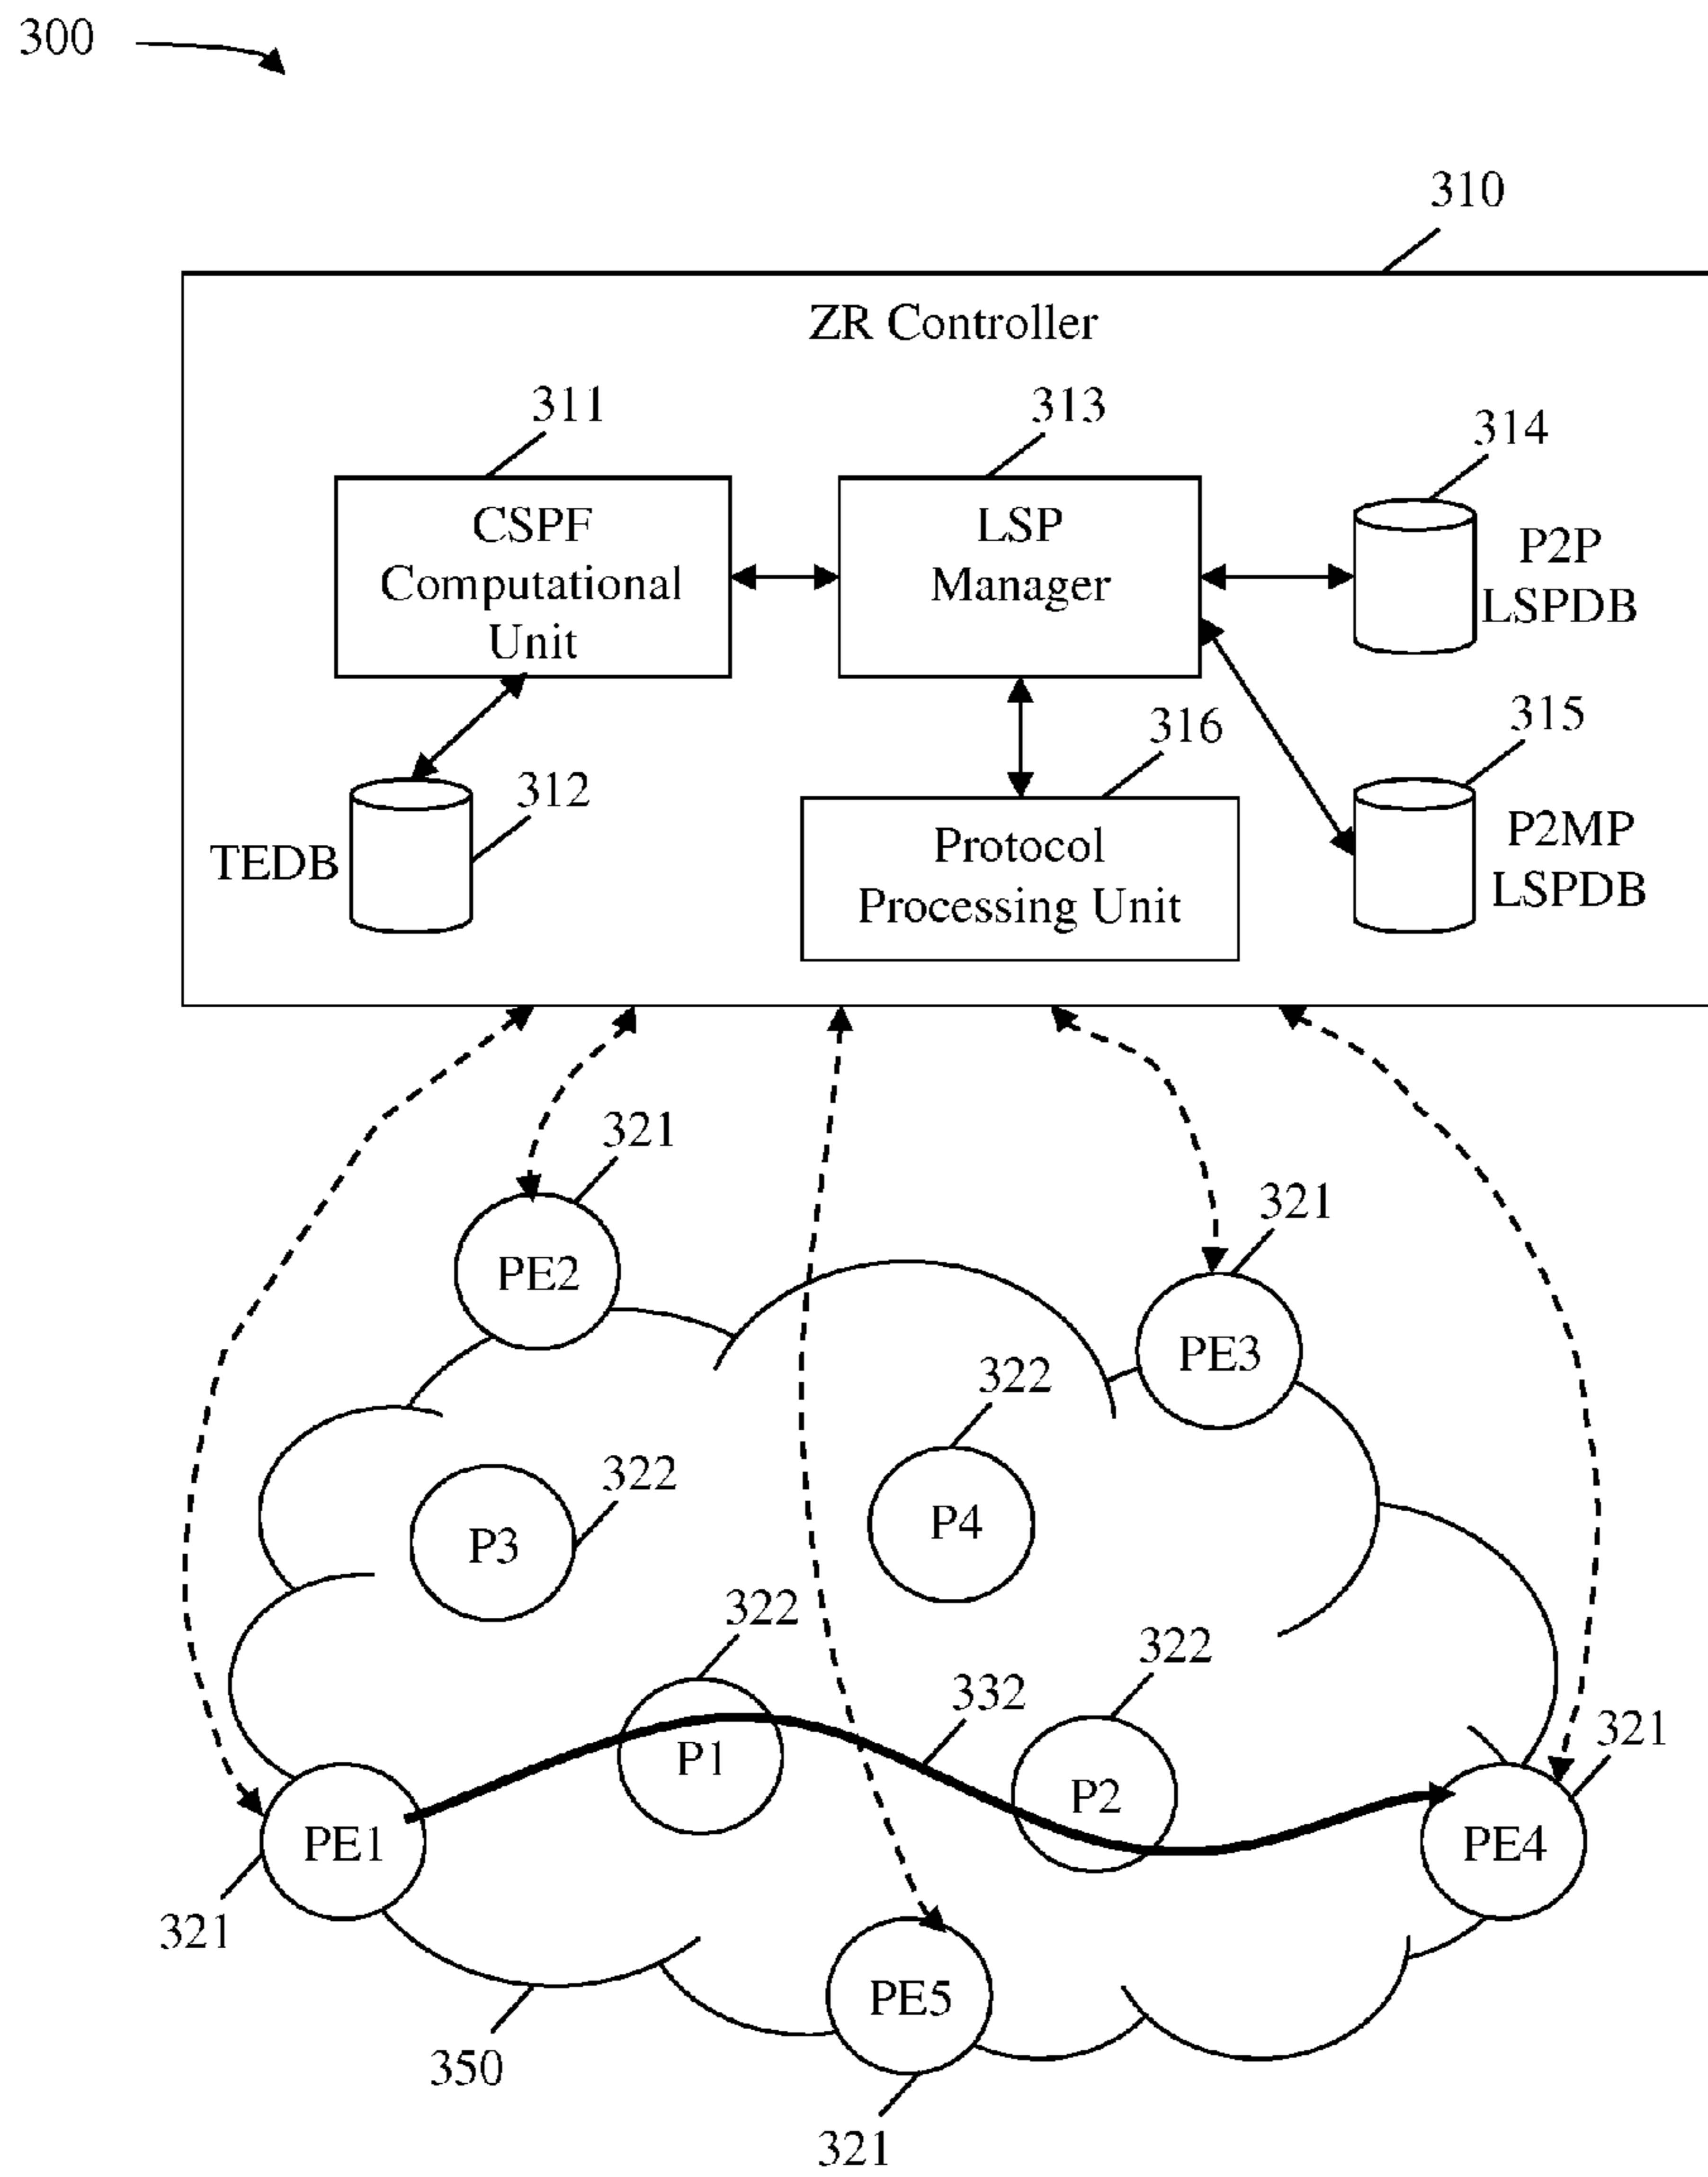 300
310
ZR Controller
311
313
314
CSPF
Computational
Unit
LSP
Manager
P2P
LSPDB
312
316
315
TEDB
Protocol
Processing Unit
P2MP
LSPDB
321
PE2
321
PE3
322
P4
322
P3
322
P1
332
322
P2
321
PE1
PE4
321
PE5
350
321